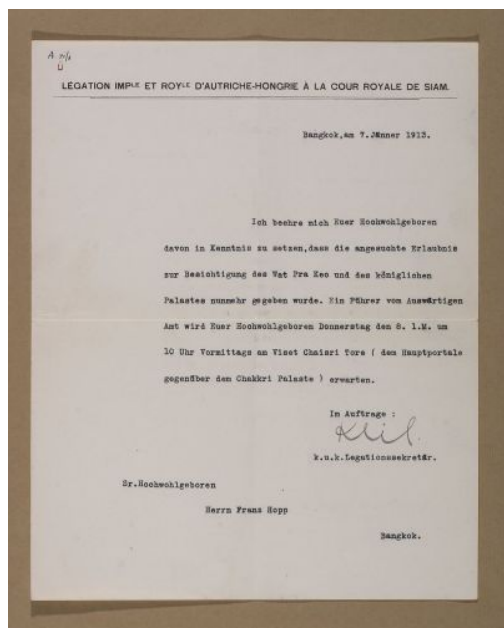 LÉGATION IMPLE ET ROYLE D'AUTRICHE-HONGRIE À LA COUR ROYALE DE SIAM.
Bangkok, am 7. Jänner 1913.
Ich beehre mich Euer Hochwohlgeboren
davon in Kenntnis zu setzen, dass die angesuchte Erlaubnis
zur Besichtigung des Wat Pra Keo und des königlichen
Palastes nunmehr gegeben wurde. Ein Führer vom Auswärtigen
Amt wird Euer Hochwohlgeboren Donnerstag den 8. l.M. um
10 Uhr Vormittags am Viset Chaisri Tore ( dem Hauptportale
gegenüber dem Chakkri Palaste ) erwarten.
Im Auftrage :
k.u.k.Legationssekretär.
Sr.Hochwohlgeboren
Herrn Franz Hopp
Bangkok.